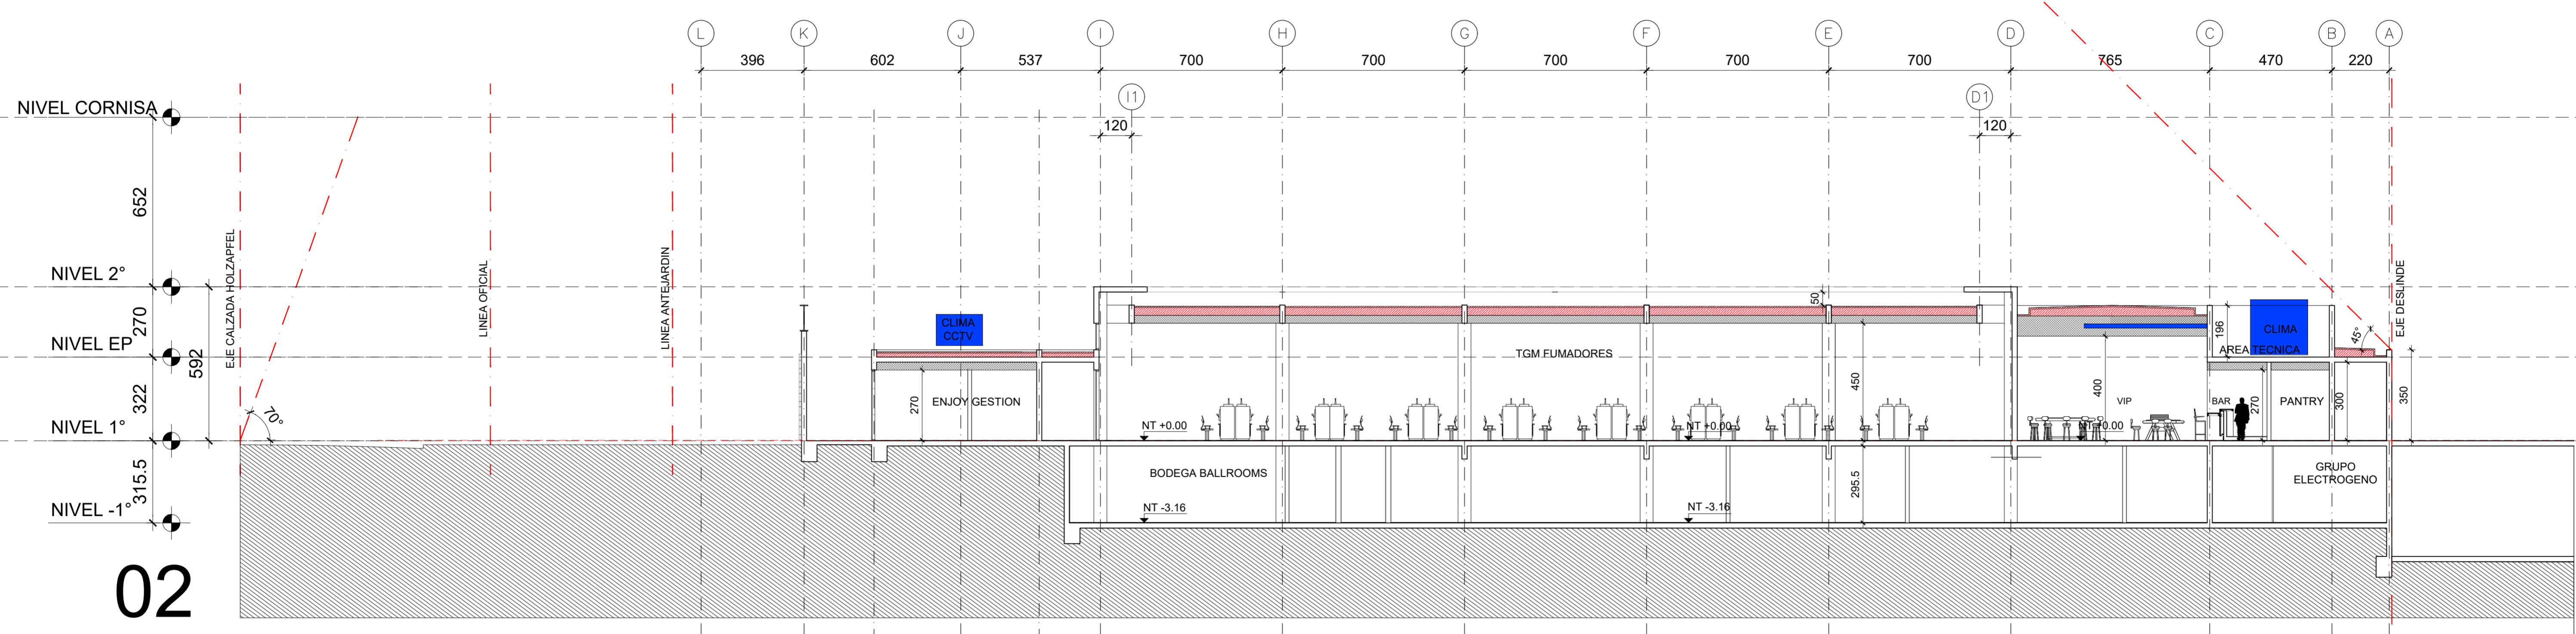 L K J I H G F E D C B A
396 602 537 700 700 700 700 700 765 470 220
I1 D1
120 120
NIVEL CORNISA
652
NIVEL 2°
270
592
NIVEL EP
322
NIVEL 1°
315.5
NIVEL -1°
02
EJE CALZADA HOLZAPFEL
70°
LINEA OFICIAL
LINEA ANTEJARDIN
CLIMA
CCTV
270
ENJOY GESTION
50
TGM FUMADORES
450
NT +0.00
NT +0.00
BODEGA BALLROOMS
NT -3.16
NT -3.16
295.5
400
VIP
NT +0.00
196
CLIMA
AREA TECNICA
BAR
270
PANTRY
300
45°
350
EJE DESLINDE
GRUPO
ELECTROGENO